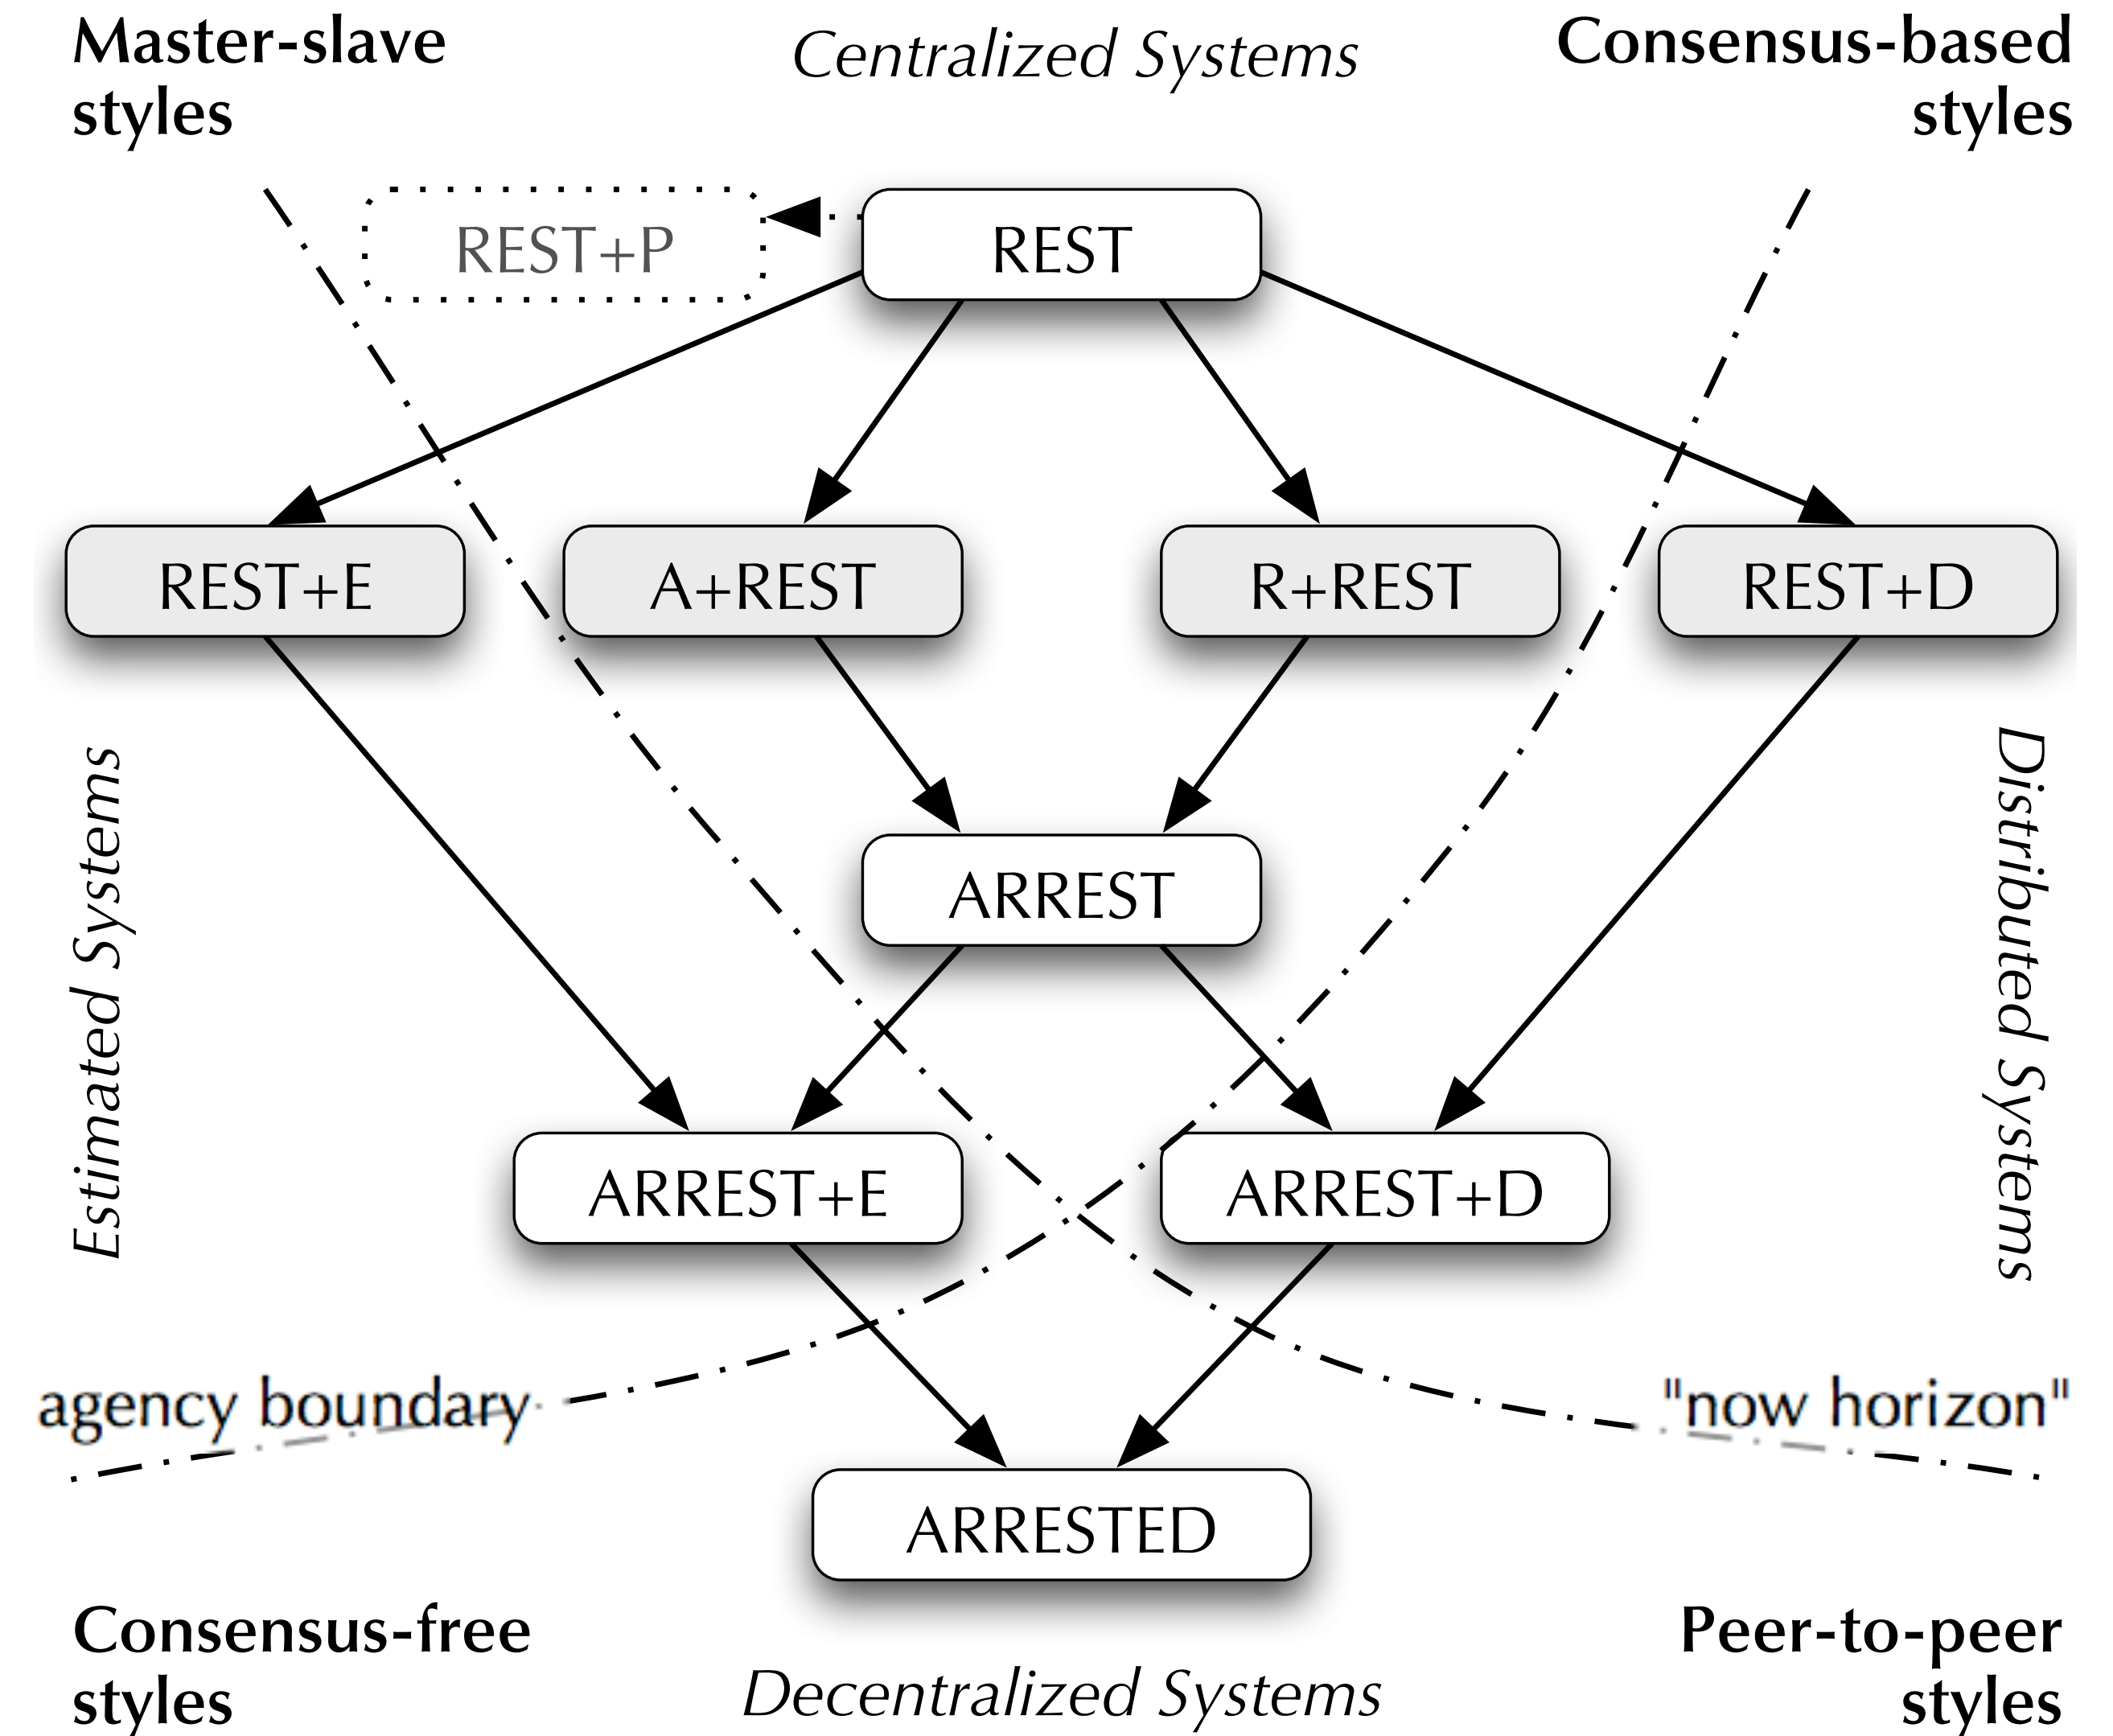 Master-slave
styles
Centralized Systems
Consensus-based
styles
REST+P
REST
REST+E
A+REST
R+REST
REST+D
Estimated Systems
Distributed Systems
ARREST
ARREST+E
ARREST+D
agency boundary
"now horizon"
ARRESTED
Consensus-free
styles
Decentralized Systems
Peer-to-peer
styles